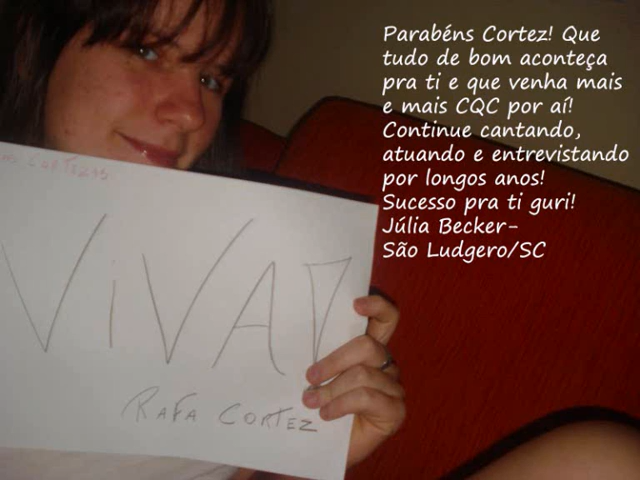 Parabéns Cortez! Que
tudo de bom aconteça
pra ti e que venha mais
e mais CQC por aí!
Continue cantando,
atuando e entrevistando
por longos anos!
Sucesso pra ti guri!
Júlia Becker-
São Ludgero/SC
CORTEZAS
VIVA!
RAFA CORTEZ